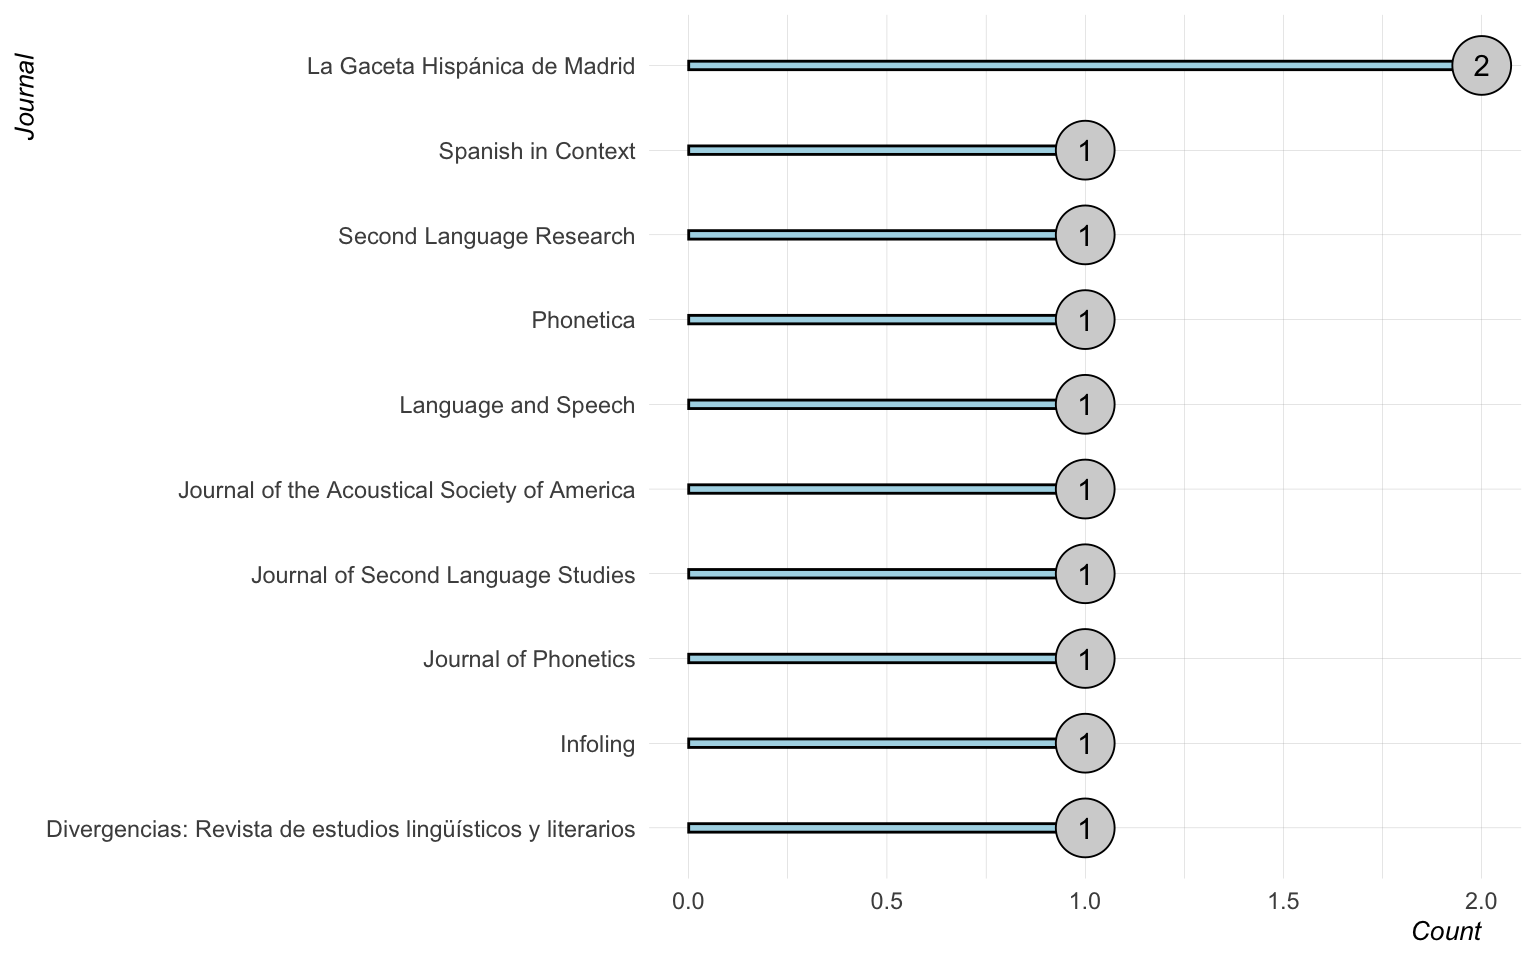 Journal
La Gaceta Hispánica de Madrid
2
Spanish in Context
1
Second Language Research
1
Phonetica
1
Language and Speech
1
Journal of the Acoustical Society of America
1
Journal of Second Language Studies
1
Journal of Phonetics
1
Infoling
1
Divergencias: Revista de estudios lingüísticos y literarios
1
0.0 0.5 1.0 1.5 2.0
Count